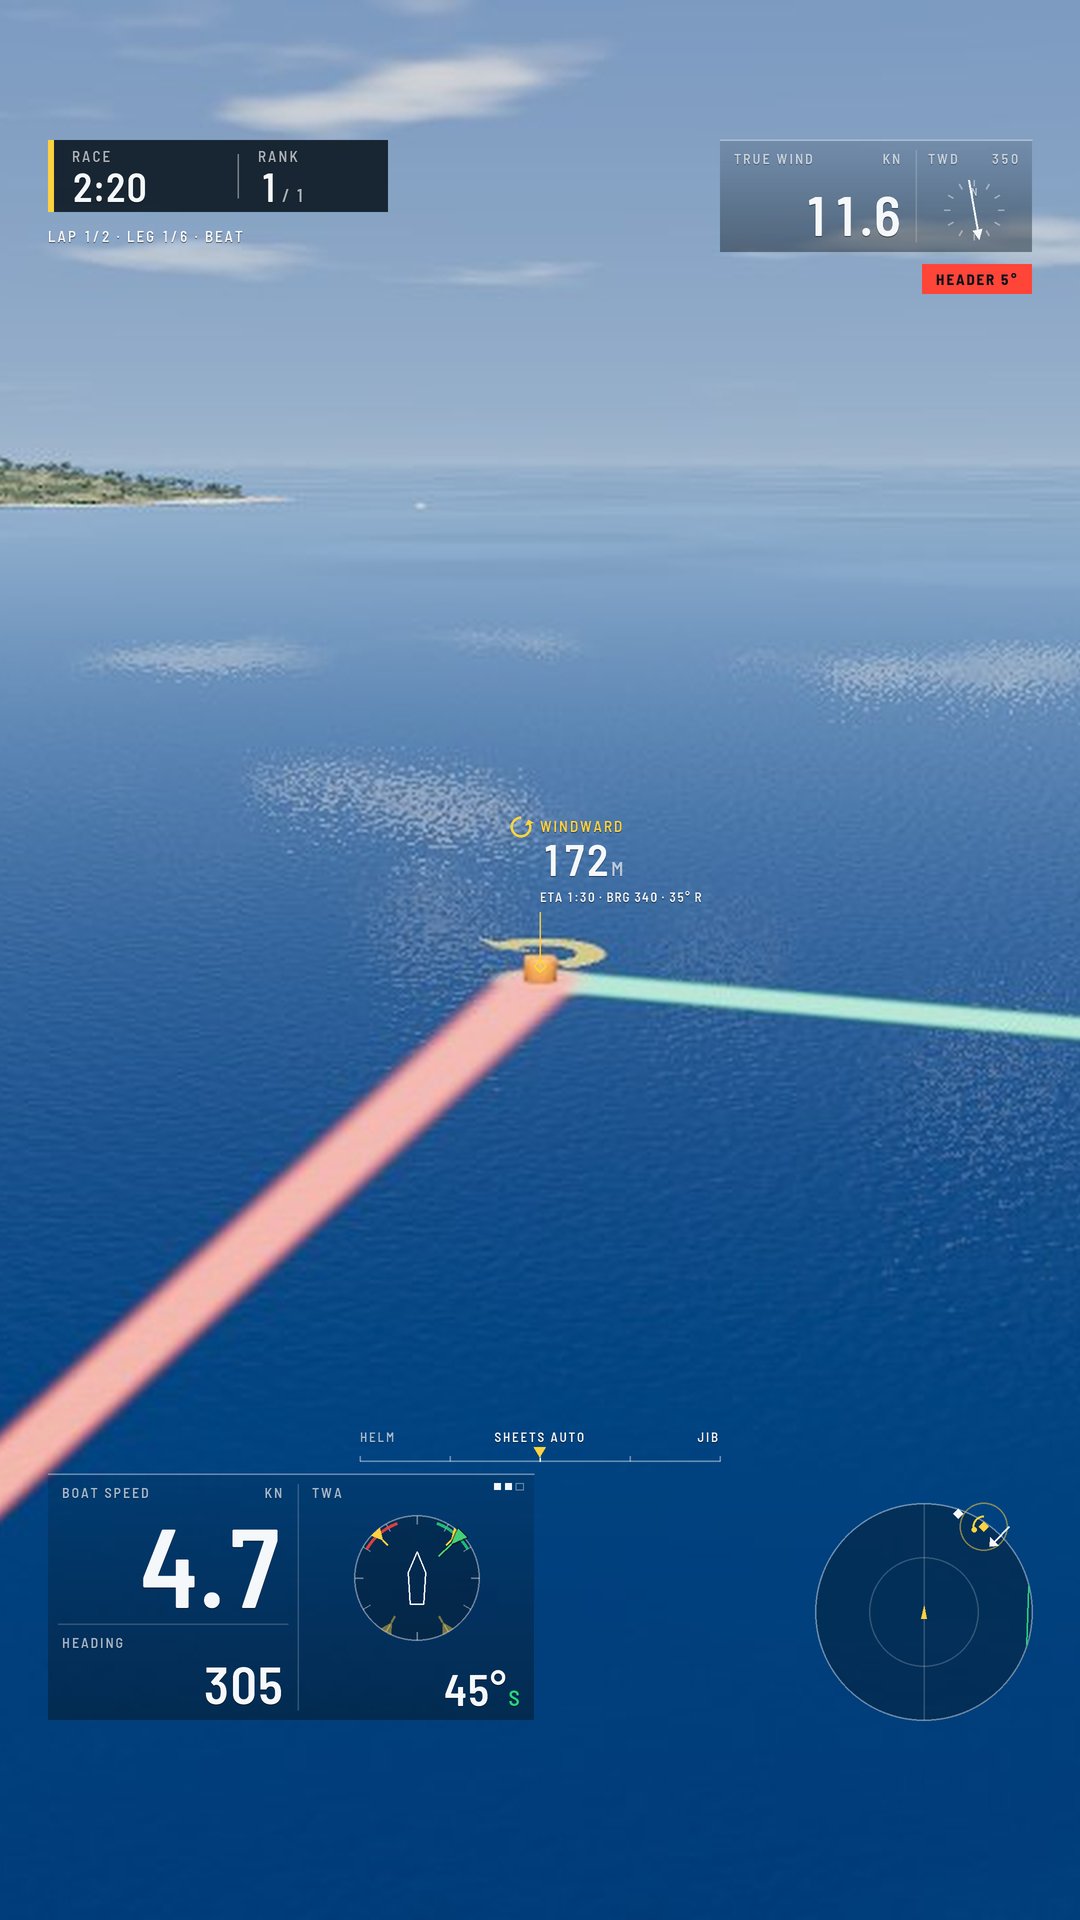 RACE
RANK
2:20
1 / 1
LAP 1/2 · LEG 1/6 · BEAT
TRUE WIND
KN
TWD
350
11.6
N
HEADER 5°
WINDWARD
172 M
ETA 1:30 · BRG 340 · 35° R
HELM
SHEETS AUTO
JIB
BOAT SPEED
KN
TWA
4.7
HEADING
305
45° S